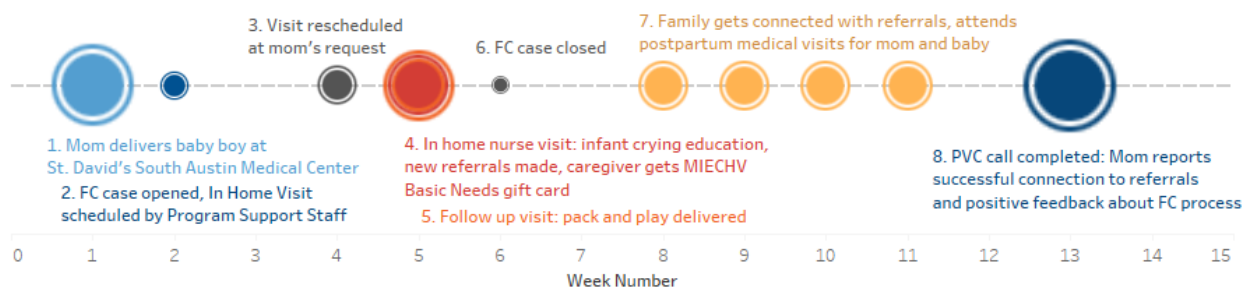 3. Visit rescheduled
at mom's request
6. FC case closed
7. Family gets connected with referrals, attends
postpartum medical visits for mom and baby
1. Mom delivers baby boy at
St. David's South Austin Medical Center
2. FC case opened, In Home Visit
scheduled by Program Support Staff
4. In home nurse visit: infant crying education,
new referrals made, caregiver gets MIECHV
Basic Needs gift card
5. Follow up visit: pack and play delivered
8. PVC call completed: Mom reports
successful connection to referrals
and positive feedback about FC process
0 1 2 3 4 5 6 7 8 9 10 11 12 13 14 15
Week Number